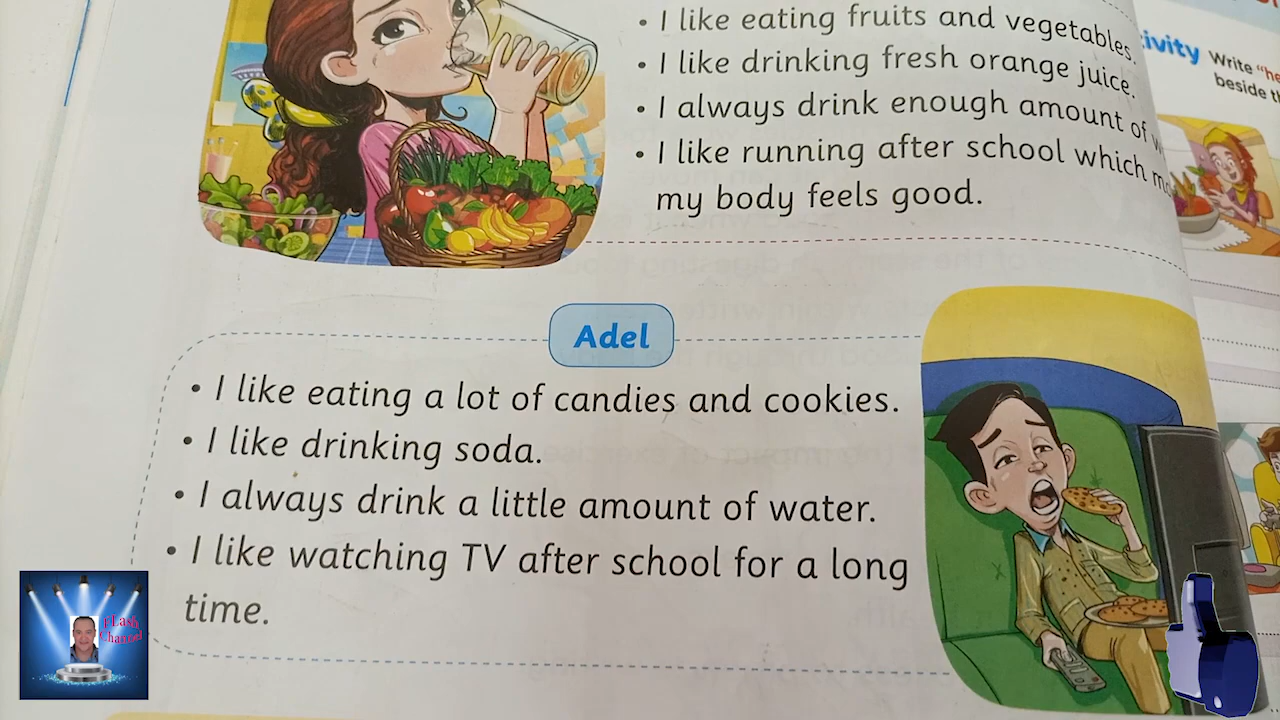 • I like eating fruits and vegetables.
• I like drinking fresh orange juice.
• I always drink enough amount of
• I like running after school which
my body feels good.
ivity Write "he
beside th
Adel
• I like eating a lot of candies and cookies.
• I like drinking soda.
• I always drink a little amount of water.
• I like watching TV after school for a long
time.
FLash
Channel